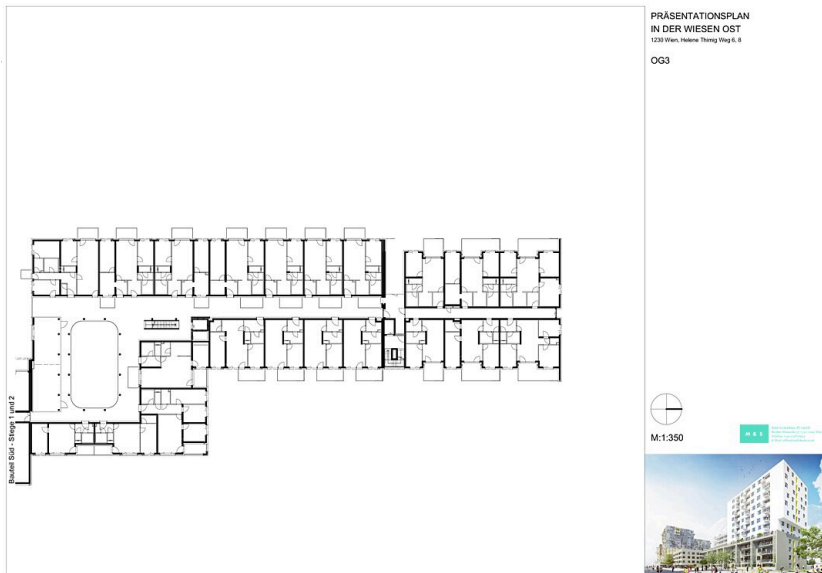 PRÄSENTATIONSPLAN
IN DER WIESEN OST
1230 Wien, Helene Thimig Weg 6, 8
OG3
Bauteil Süd - Stiege 1 und 2
M:1:350